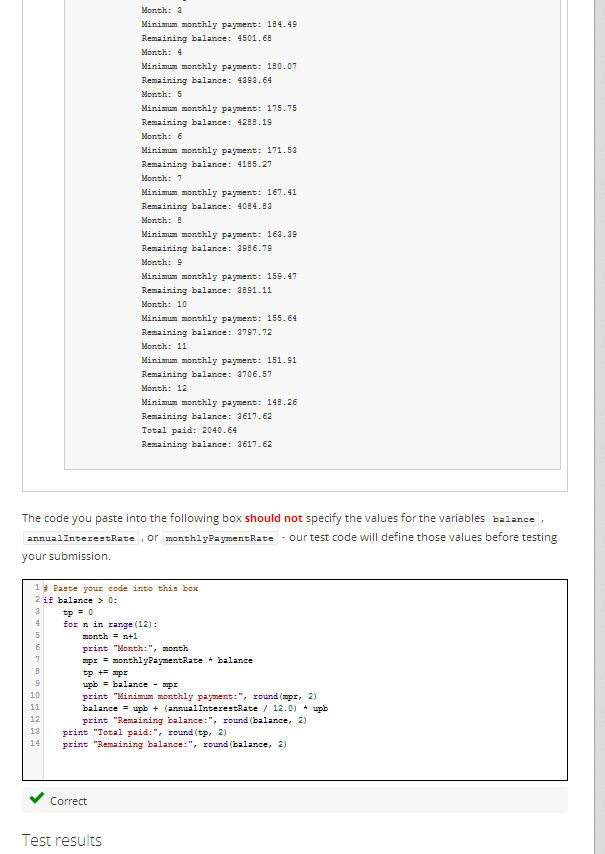 Month: 3
Minimum monthly payment: 184.49
Remaining balance: 4501.68
Month: 4
Minimum monthly payment: 180.07
Remaining balance: 4393.64
Month: 5
Minimum monthly payment: 175.75
Remaining balance: 4288.19
Month: 6
Minimum monthly payment: 171.53
Remaining balance: 4185.27
Month: 7
Minimum monthly payment: 167.41
Remaining balance: 4084.83
Month: 8
Minimum monthly payment: 163.39
Remaining balance: 3986.79
Month: 9
Minimum monthly payment: 159.47
Remaining balance: 3891.11
Month: 10
Minimum monthly payment: 155.64
Remaining balance: 3797.72
Month: 11
Minimum monthly payment: 151.91
Remaining balance: 3706.57
Month: 12
Minimum monthly payment: 148.26
Remaining balance: 3617.62
Total paid: 2040.64
Remaining balance: 3617.62
The code you paste into the following box should not specify the values for the variables balance ,
annualInterestRate , or monthlyPaymentRate - our test code will define those values before testing
your submission.
1 # Paste your code into this box
2 if balance > 0:
3     tp = 0
4     for n in range(12):
5         month = n+1
6         print "Month:", month
7         mpr = monthlyPaymentRate * balance
8         tp += mpr
9         upb = balance - mpr
10         print "Minimum monthly payment:", round(mpr, 2)
11         balance = upb + (annualInterestRate / 12.0) * upb
12         print "Remaining balance:", round(balance, 2)
13     print "Total paid:", round(tp, 2)
14     print "Remaining balance:", round(balance, 2)
Correct
Test results